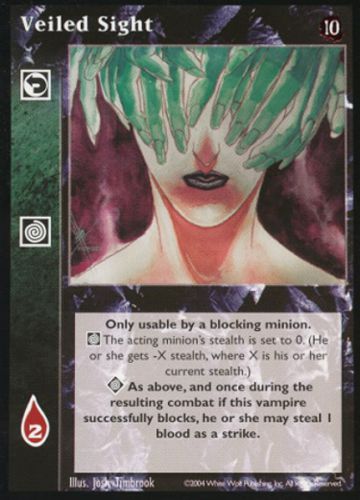 Veiled Sight
10
Only usable by a blocking minion.
The acting minion's stealth is set to 0. (He
or she gets -X stealth, where X is his or her
current stealth.)
As above, and once during the
resulting combat if this vampire
successfully blocks, he or she may steal 1
blood as a strike.
2
Illus. Josh Timbrook
©2004 White Wolf Publishing, Inc. All Rights Reserved.